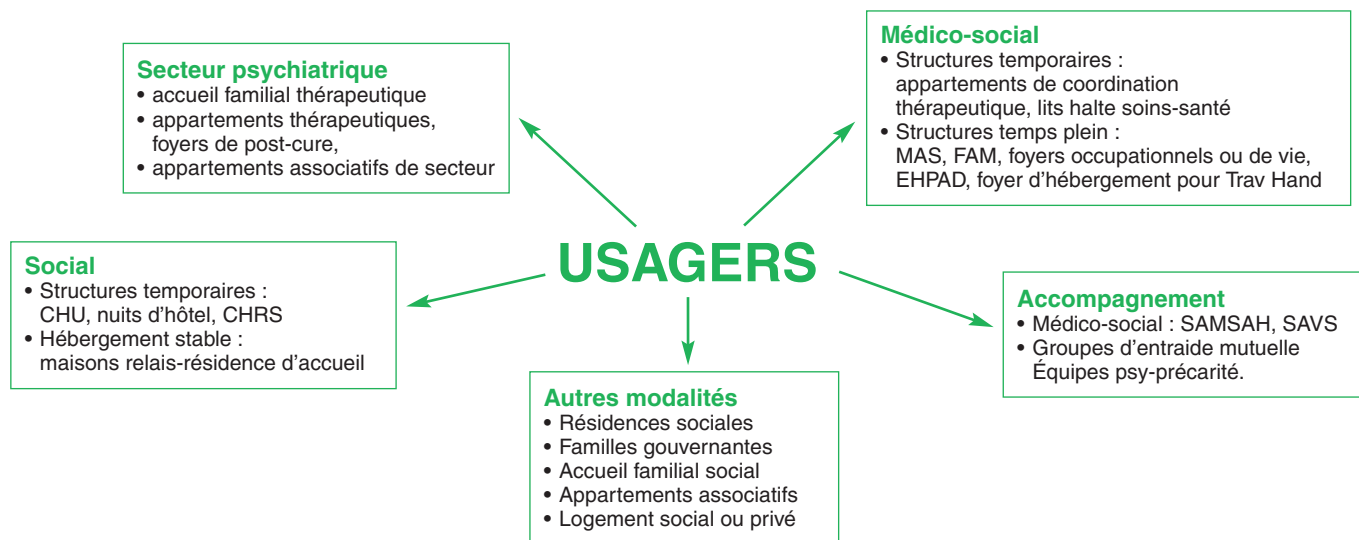 Secteur psychiatrique
• accueil familial thérapeutique
• appartements thérapeutiques,
foyers de post-cure,
• appartements associatifs de secteur
Médico-social
• Structures temporaires :
appartements de coordination
thérapeutique, lits halte soins-santé
• Structures temps plein :
MAS, FAM, foyers occupationnels ou de vie,
EHPAD, foyer d’hébergement pour Trav Hand
USAGERS
Social
• Structures temporaires :
CHU, nuits d’hôtel, CHRS
• Hébergement stable :
maisons relais-résidence d’accueil
Accompagnement
• Médico-social : SAMSAH, SAVS
• Groupes d’entraide mutuelle
Équipes psy-précarité.
Autres modalités
• Résidences sociales
• Familles gouvernantes
• Accueil familial social
• Appartements associatifs
• Logement social ou privé